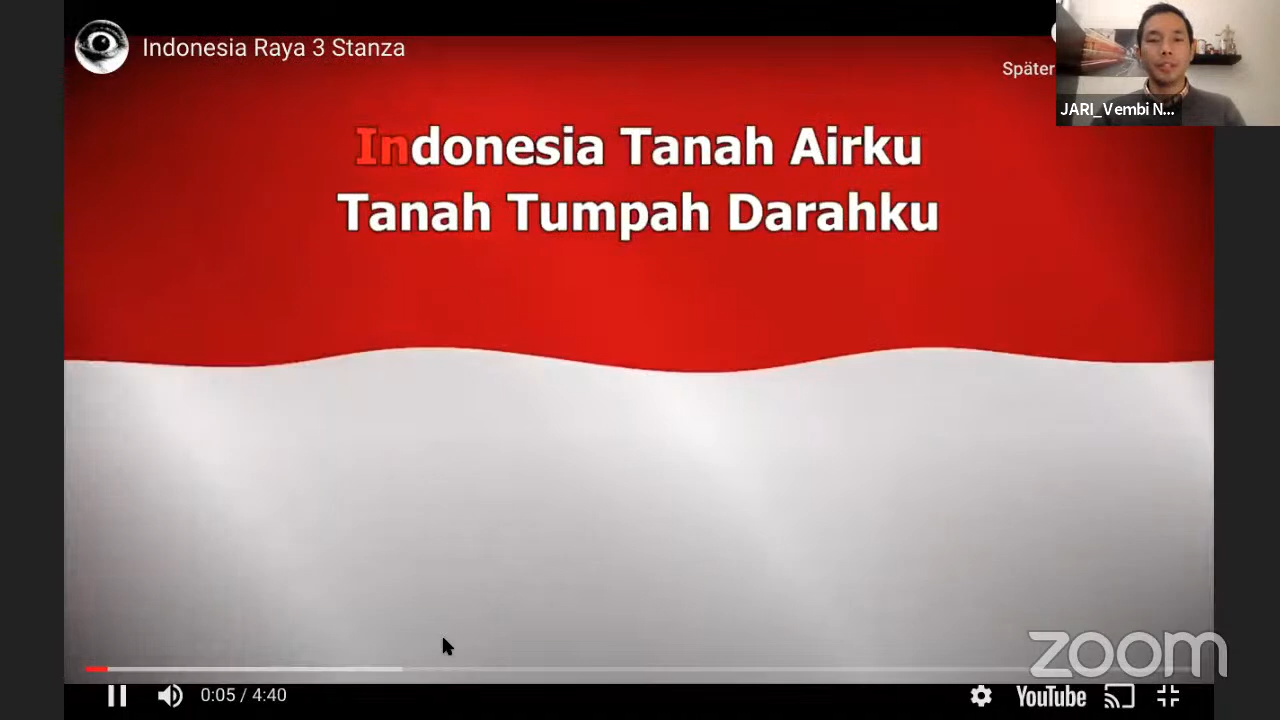 Indonesia Raya 3 Stanza
Später
JARI_Vembi N...
Indonesia Tanah Airku
Tanah Tumpah Darahku
zoom
0:05 / 4:40
YouTube